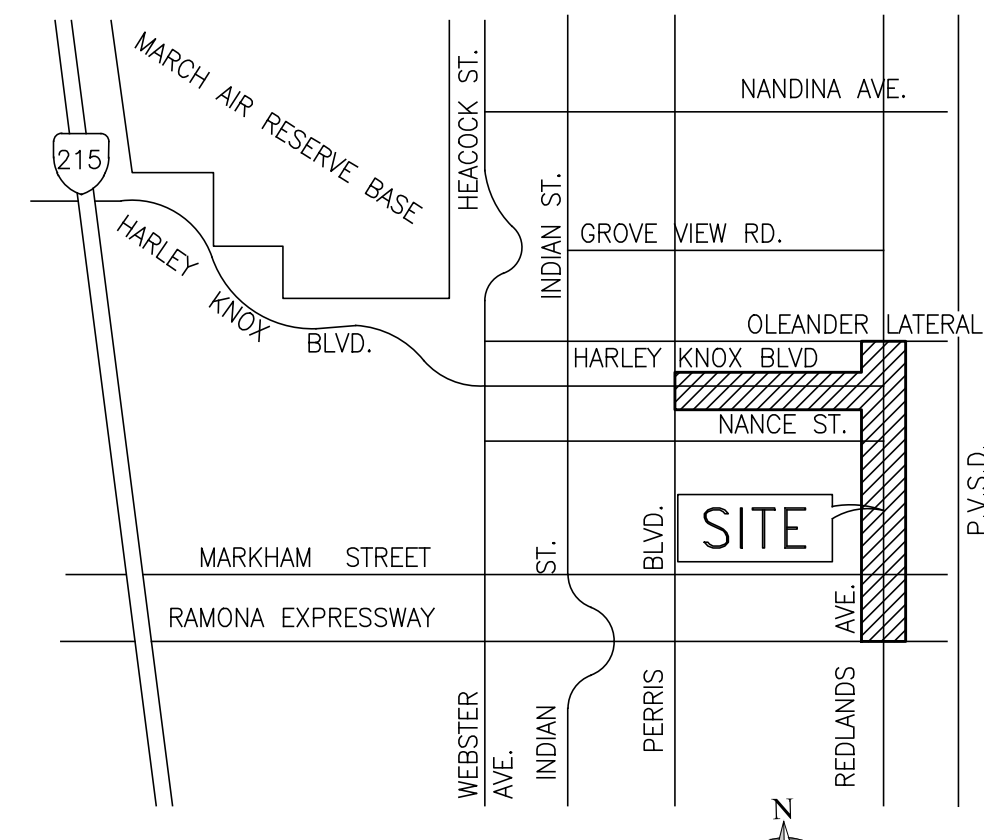 NANDINA AVE.
MARCH AIR RESERVE BASE
HEACOCK ST.
215
INDIAN ST.
GROVE VIEW RD.
HARLEY KNOX BLVD.
OLEANDER LATERAL
HARLEY KNOX BLVD
NANCE ST.
P.V.S.D.
SITE
MARKHAM STREET
RAMONA EXPRESSWAY
WEBSTER AVE.
INDIAN ST.
PERRIS BLVD.
REDLANDS AVE.
N